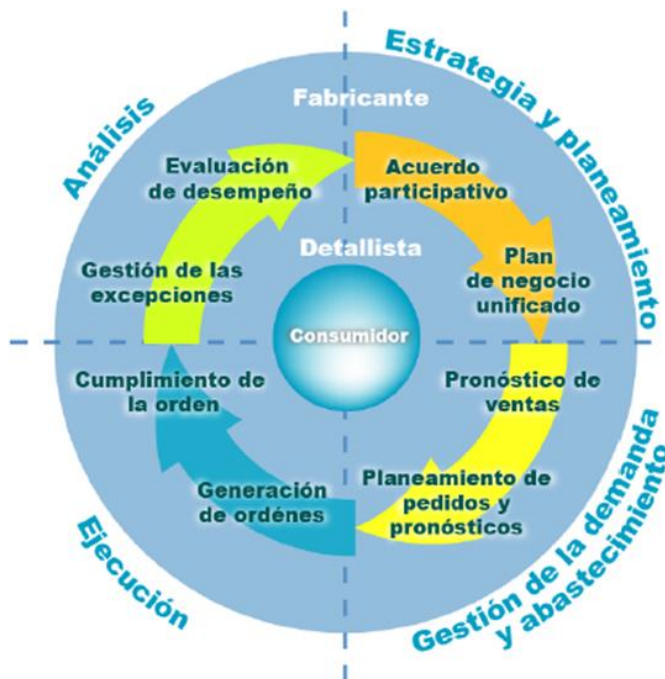 Estrategia y planeamiento
Fabricante
Análisis
Evaluación
de desempeño
Acuerdo
participativo
Detallista
Plan
de negocio
unificado
Gestión de las
excepciones
Consumidor
Cumplimiento de
la orden
Pronóstico de
ventas
Generación
de ordénes
Planeamiento de
pedidos y
pronósticos
Ejecución
Gestión de la demanda
y abastecimiento